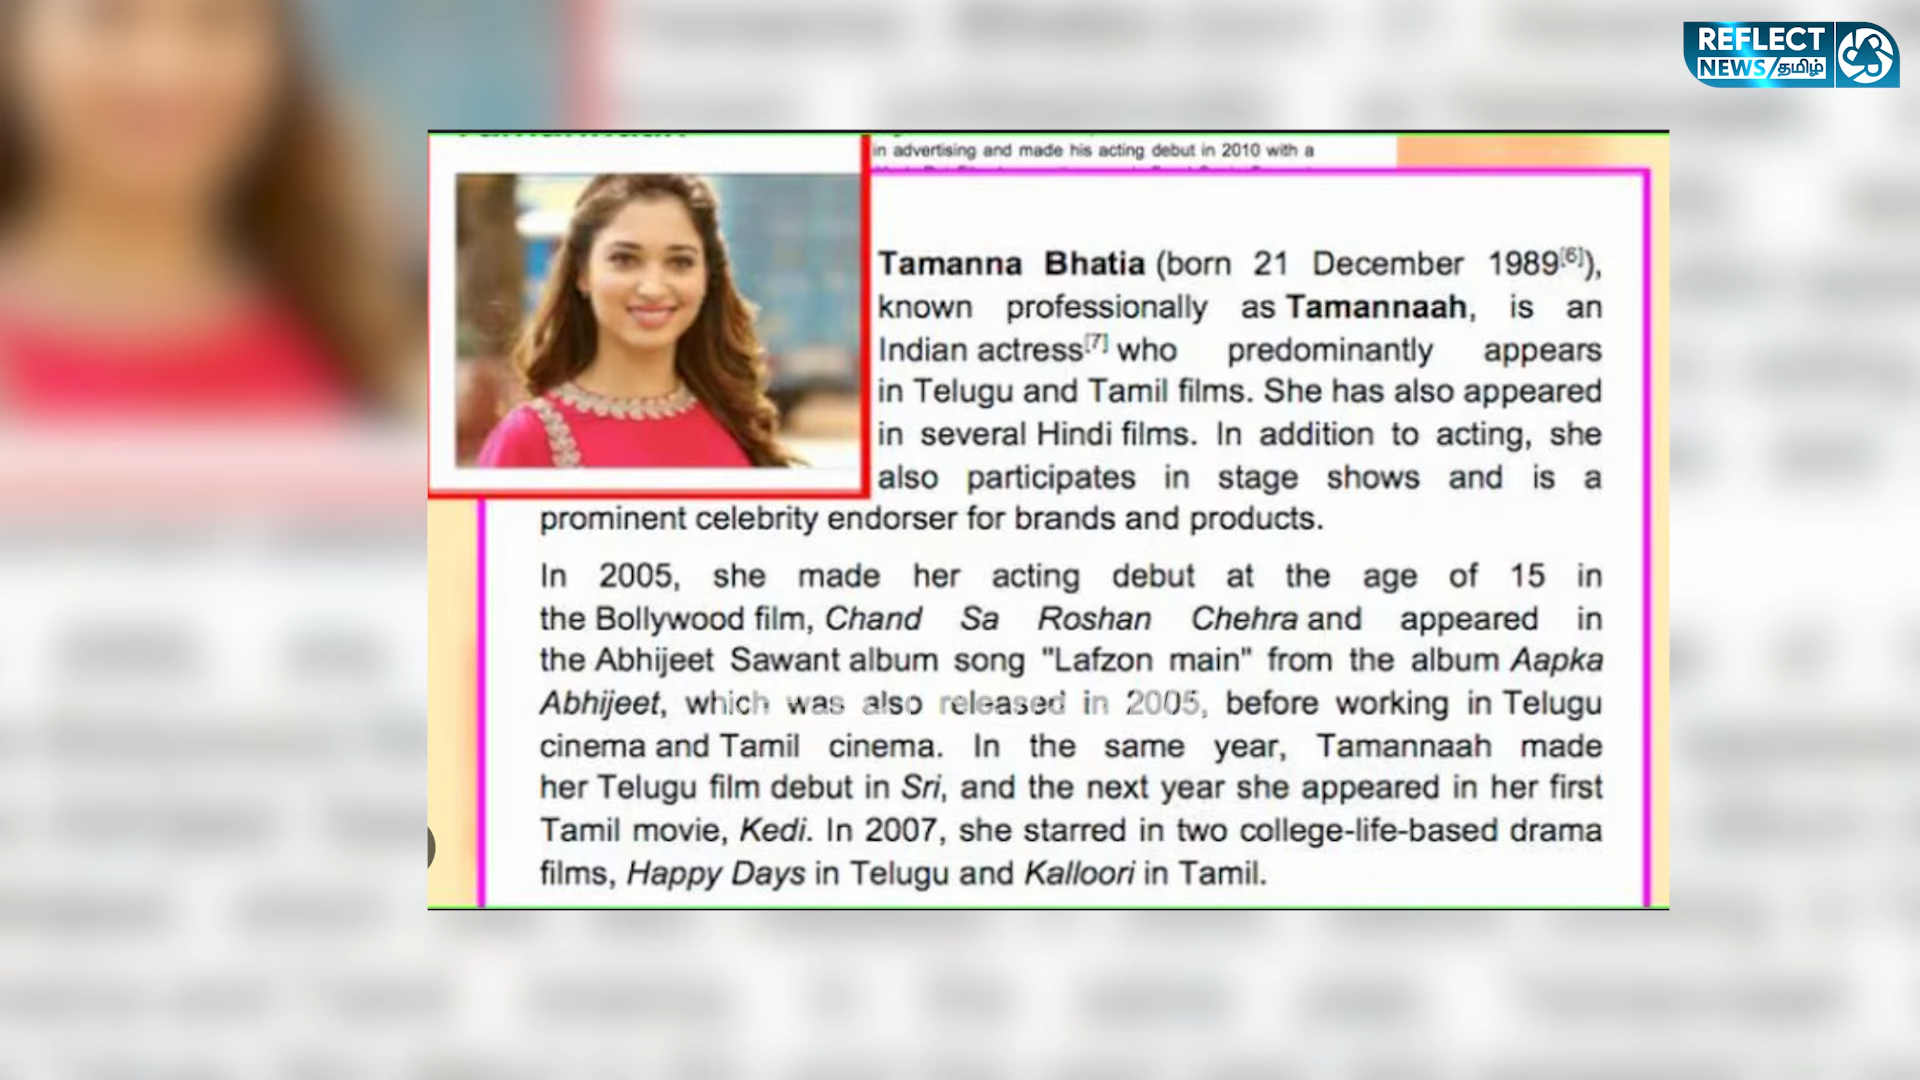 REFLECT
NEWS/தமிழ்
in advertising and made his acting debut in 2010 with a
Tamanna Bhatia (born 21 December 1989[6]),
known professionally as Tamannaah, is an
Indian actress[7] who predominantly appears
in Telugu and Tamil films. She has also appeared
in several Hindi films. In addition to acting, she
also participates in stage shows and is a
prominent celebrity endorser for brands and products.
In 2005, she made her acting debut at the age of 15 in
the Bollywood film, Chand Sa Roshan Chehra and appeared in
the Abhijeet Sawant album song "Lafzon main" from the album Aapka
Abhijeet, which was also released in 2005, before working in Telugu
cinema and Tamil cinema. In the same year, Tamannaah made
her Telugu film debut in Sri, and the next year she appeared in her first
Tamil movie, Kedi. In 2007, she starred in two college-life-based drama
films, Happy Days in Telugu and Kalloori in Tamil.